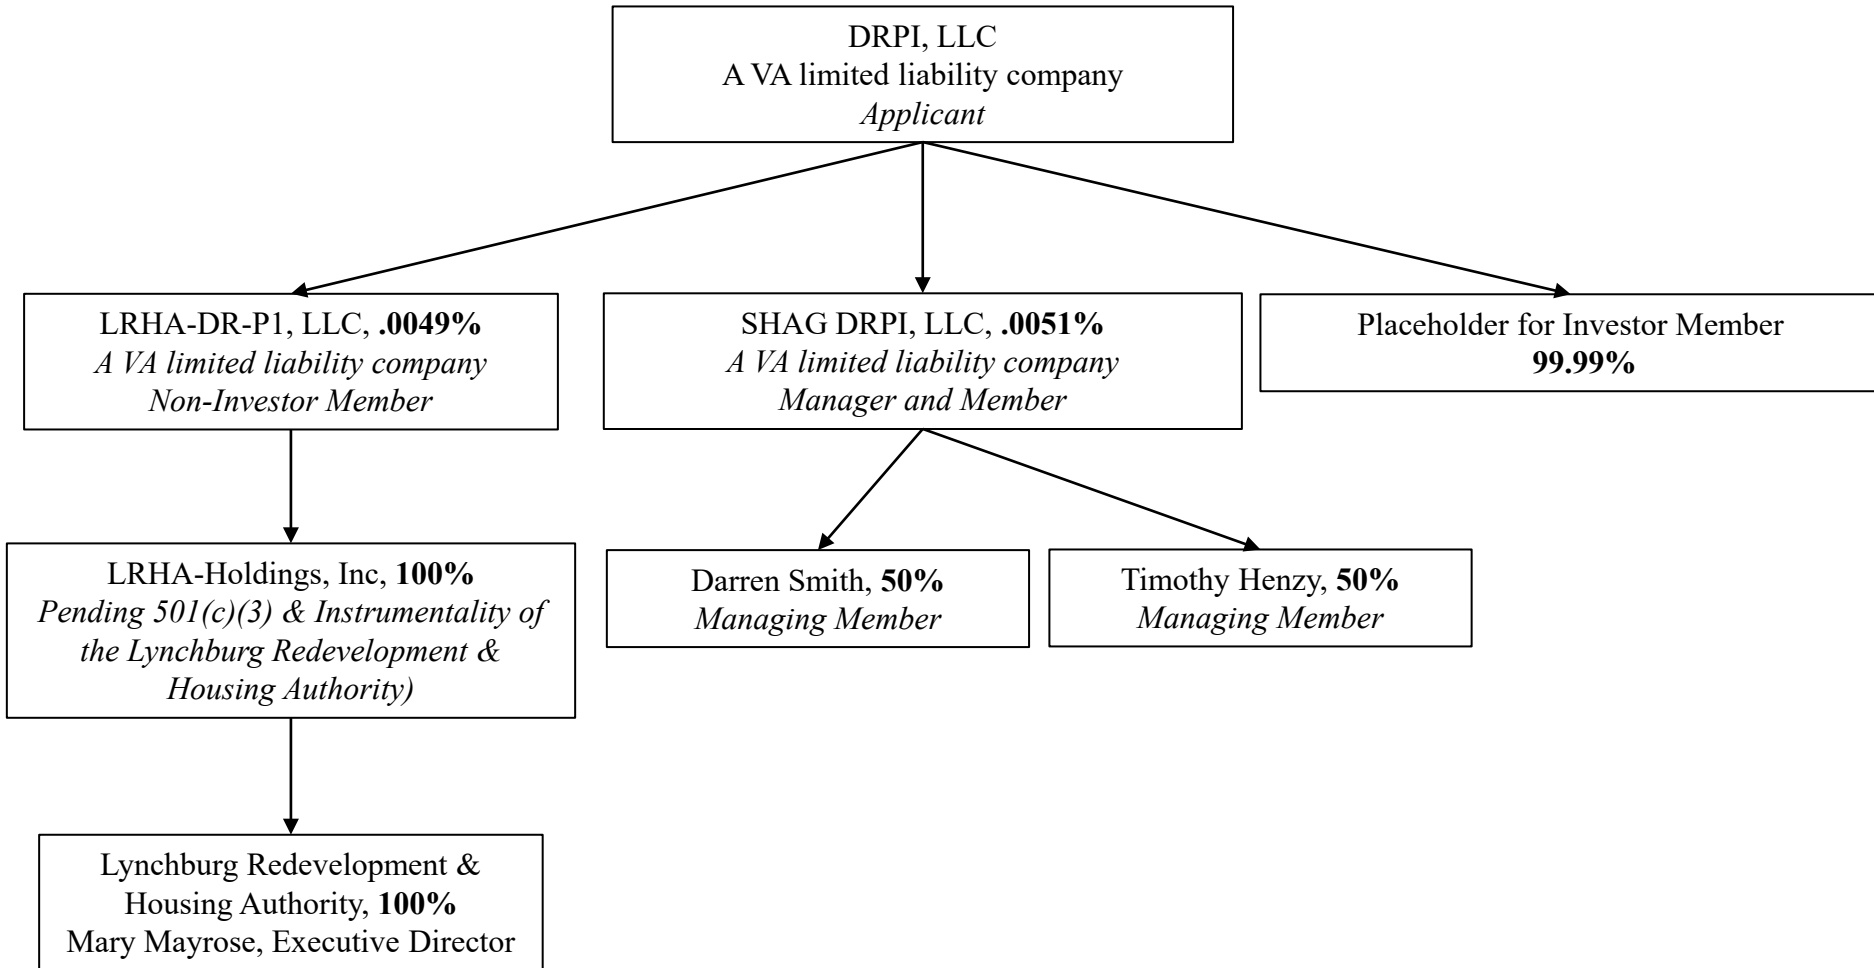 DRPI, LLC
A VA limited liability company
Applicant
LRHA-DR-P1, LLC, .0049%
A VA limited liability company
Non-Investor Member
SHAG DRPI, LLC, .0051%
A VA limited liability company
Manager and Member
Placeholder for Investor Member
99.99%
LRHA-Holdings, Inc, 100%
Pending 501(c)(3) & Instrumentality of
the Lynchburg Redevelopment &
Housing Authority)
Darren Smith, 50%
Managing Member
Timothy Henzy, 50%
Managing Member
Lynchburg Redevelopment &
Housing Authority, 100%
Mary Mayrose, Executive Director